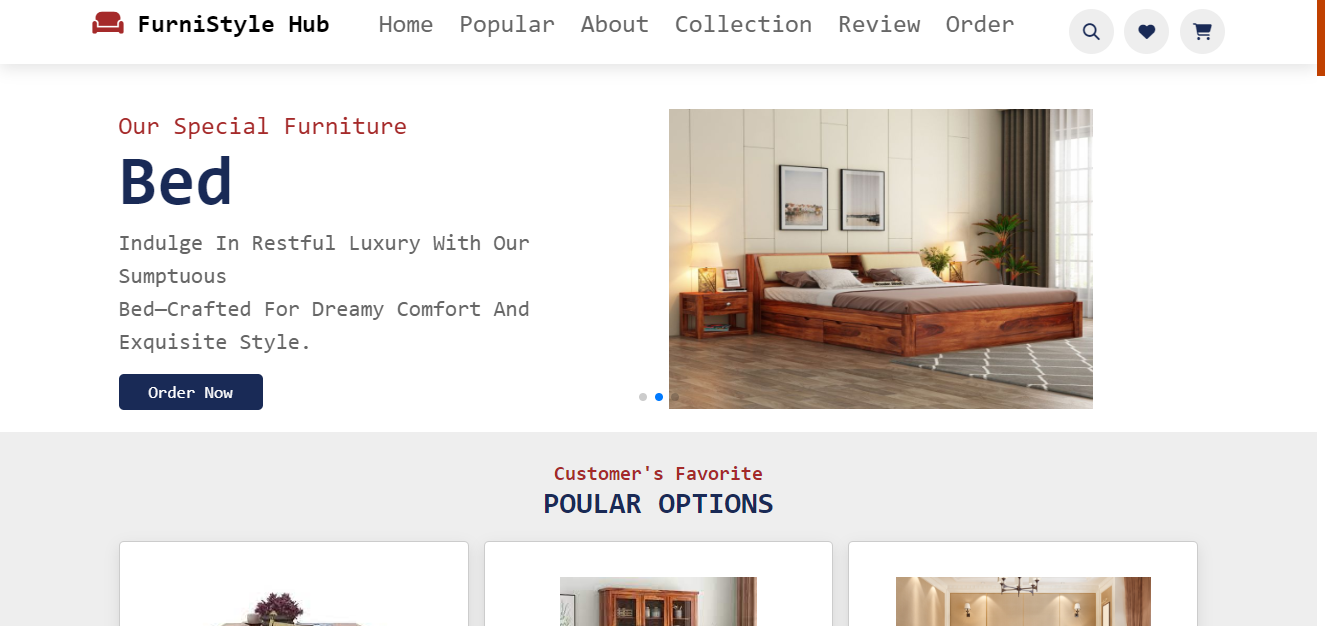 FurniStyle Hub
Home Popular About Collection Review Order
Our Special Furniture
Bed
Indulge In Restful Luxury With Our
Sumptuous
Bed—Crafted For Dreamy Comfort And
Exquisite Style.
Order Now
Customer's Favorite
POULAR OPTIONS